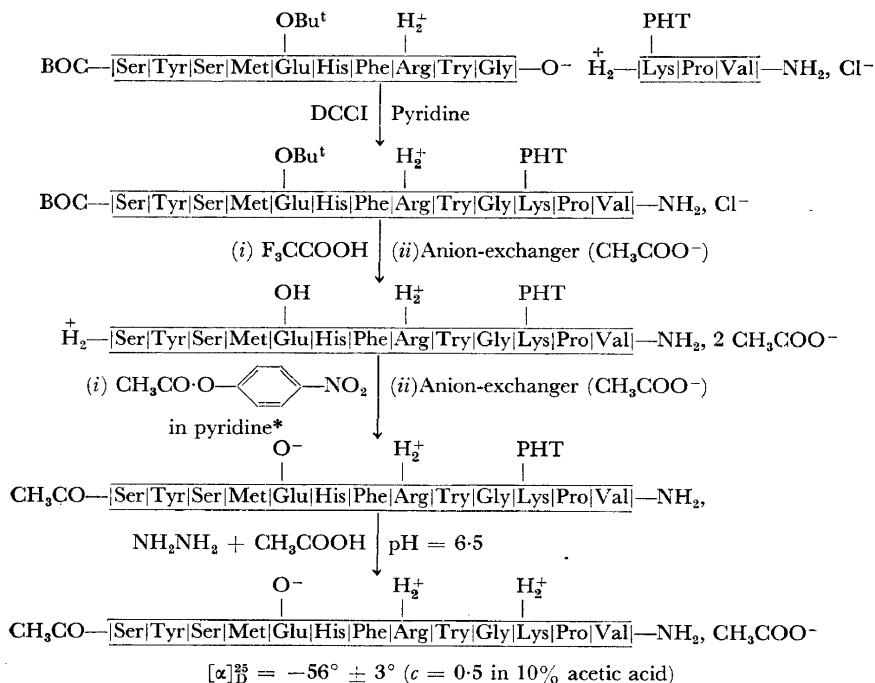 OBuᵗ H₂⁺ PHT
BOC—|Ser|Tyr|Ser|Met|Glu|His|Phe|Arg|Try|Gly|—O⁻ H₂⁺—|Lys|Pro|Val|—NH₂, Cl⁻
DCCI Pyridine
OBuᵗ H₂⁺ PHT
BOC—|Ser|Tyr|Ser|Met|Glu|His|Phe|Arg|Try|Gly|Lys|Pro|Val|—NH₂, Cl⁻
(i) F₃CCOOH (ii) Anion-exchanger (CH₃COO⁻)
OH H₂⁺ PHT
H₂⁺—|Ser|Tyr|Ser|Met|Glu|His|Phe|Arg|Try|Gly|Lys|Pro|Val|—NH₂, 2 CH₃COO⁻
(i) CH₃CO·O—NO₂ (ii) Anion-exchanger (CH₃COO⁻)
in pyridine*
O⁻ H₂⁺ PHT
CH₃CO—|Ser|Tyr|Ser|Met|Glu|His|Phe|Arg|Try|Gly|Lys|Pro|Val|—NH₂,
NH₂NH₂ + CH₃COOH pH = 6·5
O⁻ H₂⁺ H₂⁺
CH₃CO—|Ser|Tyr|Ser|Met|Glu|His|Phe|Arg|Try|Gly|Lys|Pro|Val|—NH₂, CH₃COO⁻
[α]²⁵_D = −56° ± 3° (c = 0·5 in 10% acetic acid)